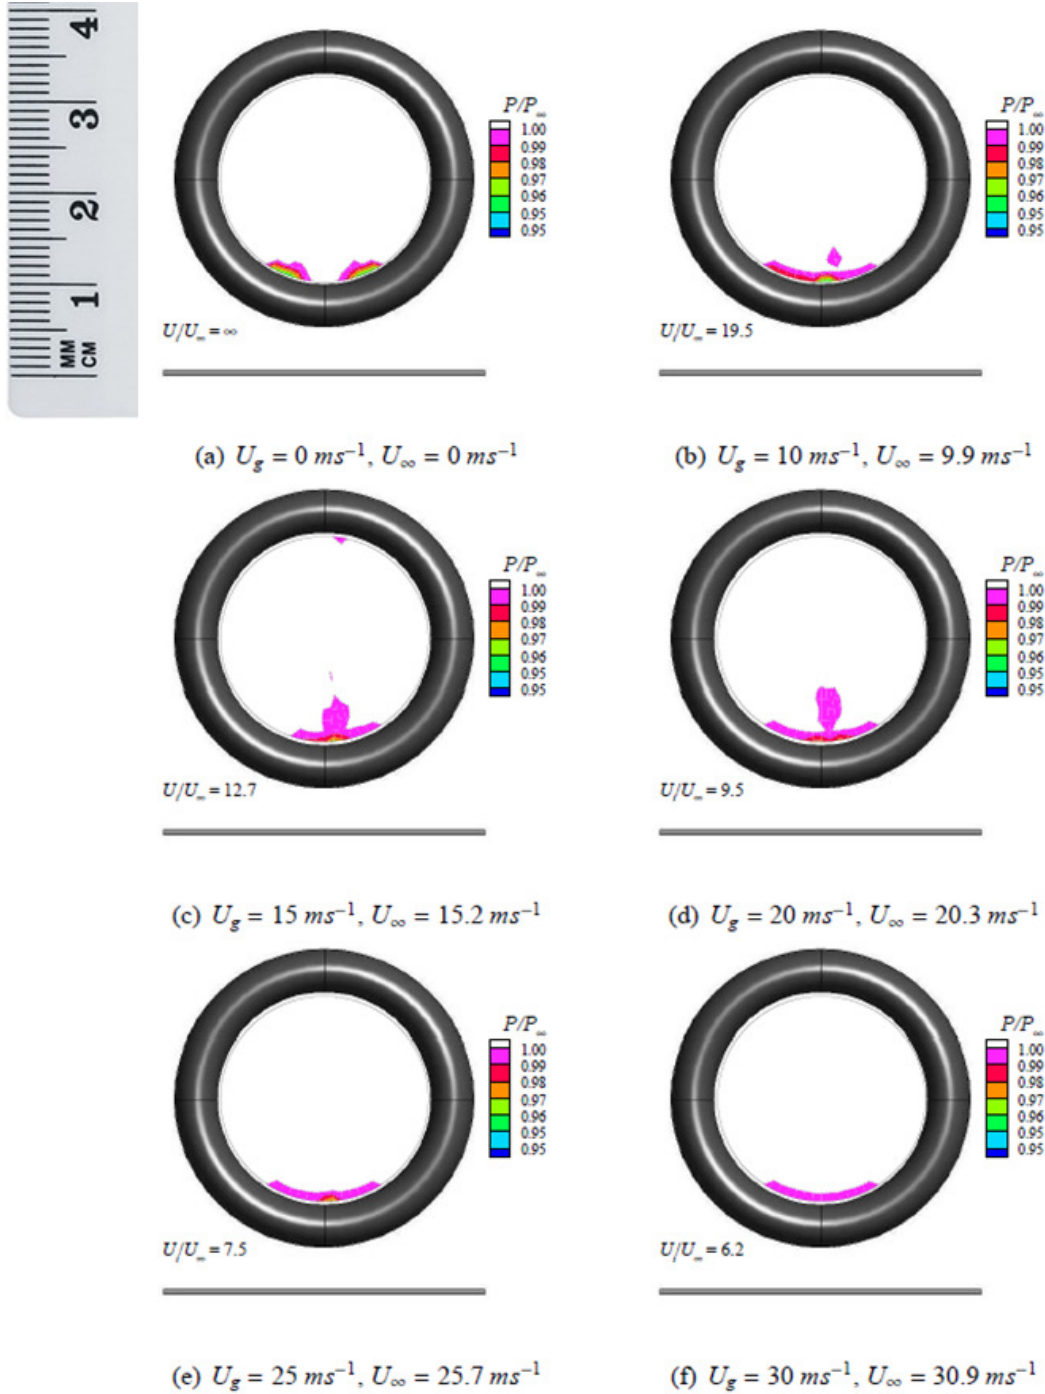 4
3
2
1
MM
CM
P/P∞
1.00
0.99
0.98
0.97
0.96
0.95
0.95
U/U∞ = ∞
(a) Ug = 0 ms⁻¹, U∞ = 0 ms⁻¹
P/P∞
1.00
0.99
0.98
0.97
0.96
0.95
0.95
U/U∞ = 19.5
(b) Ug = 10 ms⁻¹, U∞ = 9.9 ms⁻¹
P/P∞
1.00
0.99
0.98
0.97
0.96
0.95
0.95
U/U∞ = 12.7
(c) Ug = 15 ms⁻¹, U∞ = 15.2 ms⁻¹
P/P∞
1.00
0.99
0.98
0.97
0.96
0.95
0.95
U/U∞ = 9.5
(d) Ug = 20 ms⁻¹, U∞ = 20.3 ms⁻¹
P/P∞
1.00
0.99
0.98
0.97
0.96
0.95
0.95
U/U∞ = 7.5
(e) Ug = 25 ms⁻¹, U∞ = 25.7 ms⁻¹
P/P∞
1.00
0.99
0.98
0.97
0.96
0.95
0.95
U/U∞ = 6.2
(f) Ug = 30 ms⁻¹, U∞ = 30.9 ms⁻¹